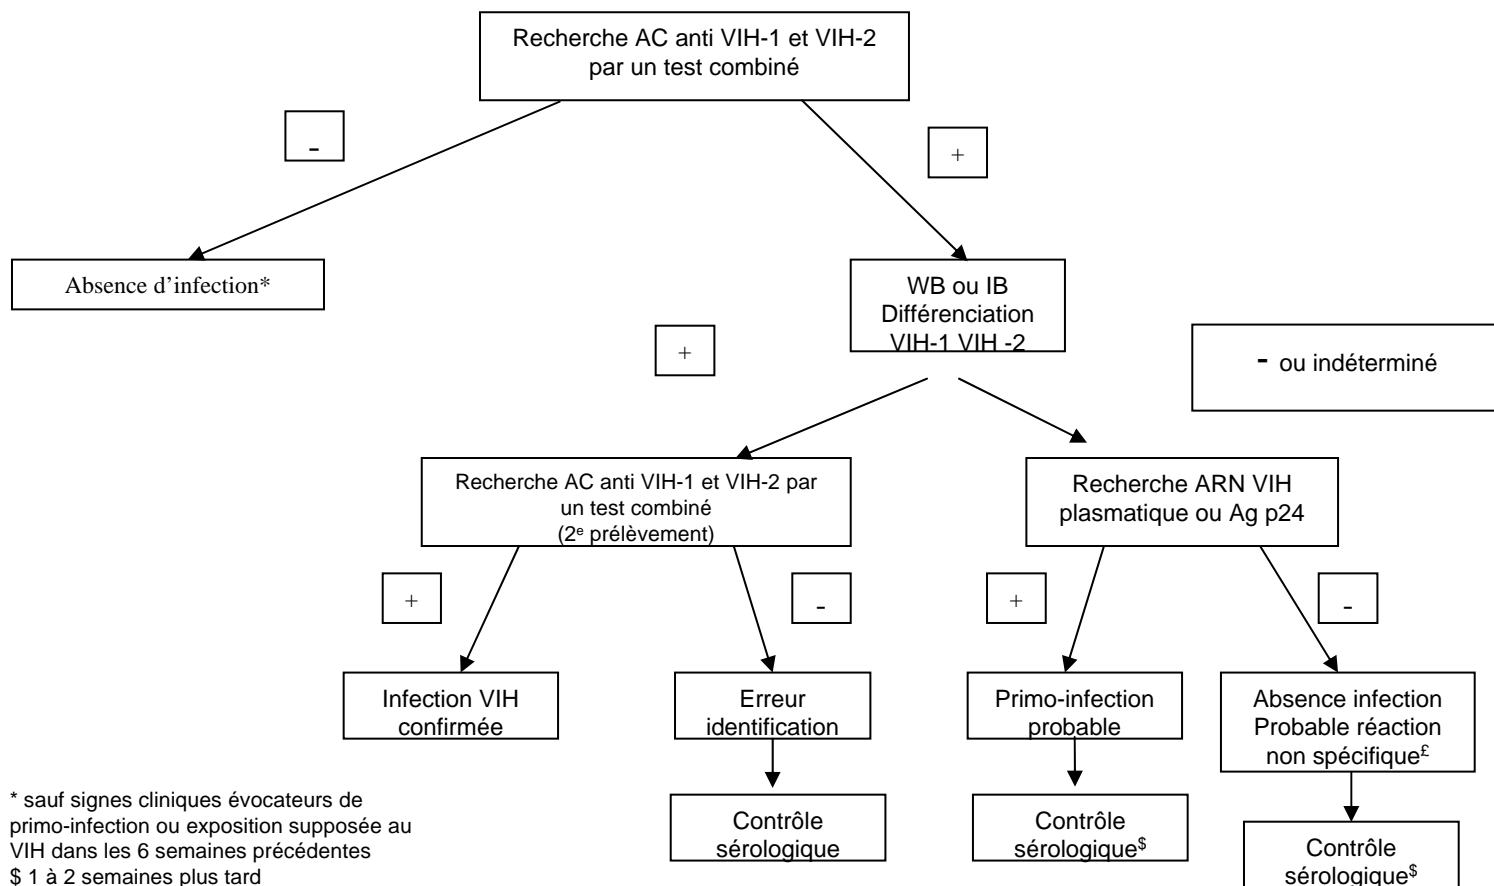 Recherche AC anti VIH-1 et VIH-2
par un test combiné
-
+
Absence d'infection*
WB ou IB
Différenciation
VIH-1 VIH -2
+
- ou indéterminé
Recherche AC anti VIH-1 et VIH-2 par
un test combiné
(2e prélèvement)
Recherche ARN VIH
plasmatique ou Ag p24
+
-
+
-
Infection VIH
confirmée
Erreur
identification
Primo-infection
probable
Absence infection
Probable réaction
non spécifique£
Contrôle
sérologique
Contrôle
sérologique$
Contrôle
sérologique$
* sauf signes cliniques évocateurs de
primo-infection ou exposition supposée au
VIH dans les 6 semaines précédentes
$ 1 à 2 semaines plus tard